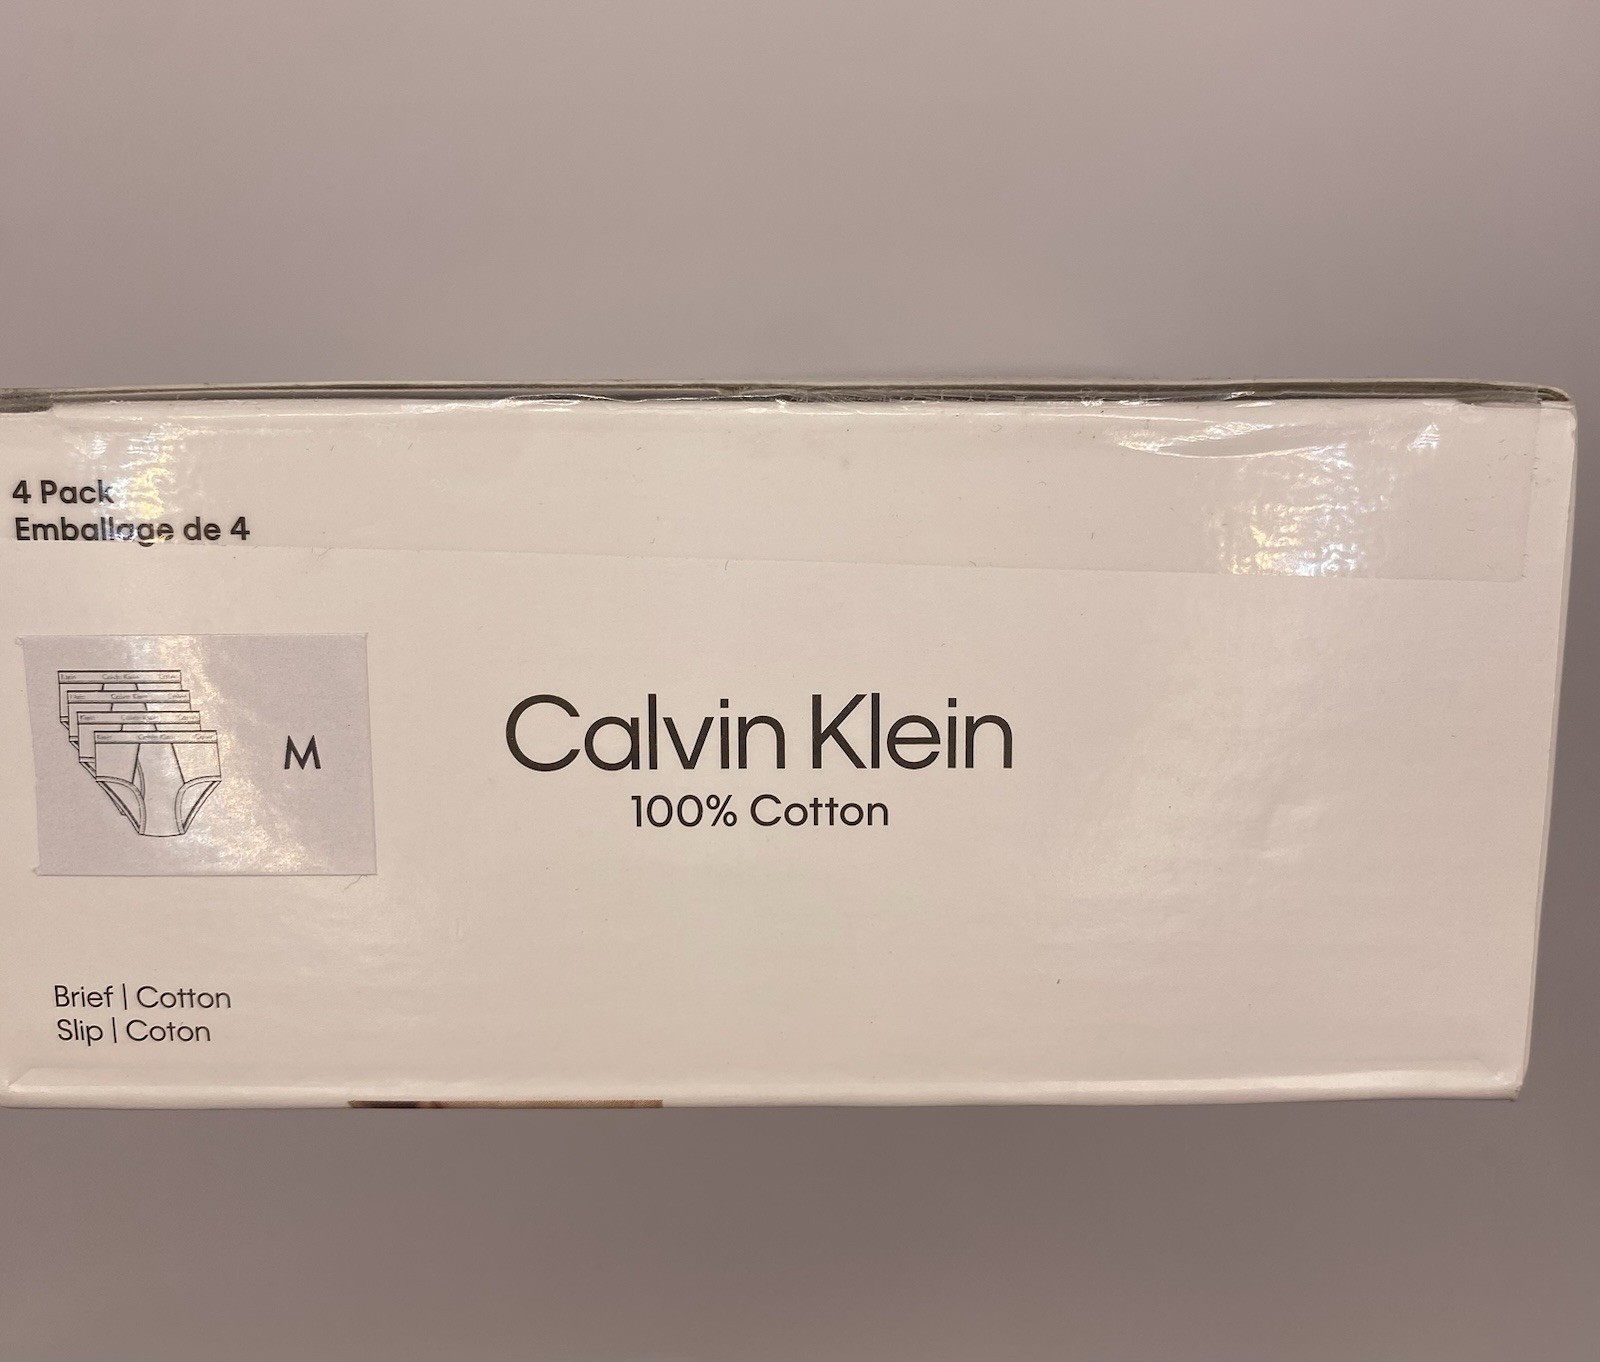 4 Pack
Emballage de 4
M
Calvin Klein
100% Cotton
Brief | Cotton
Slip | Coton